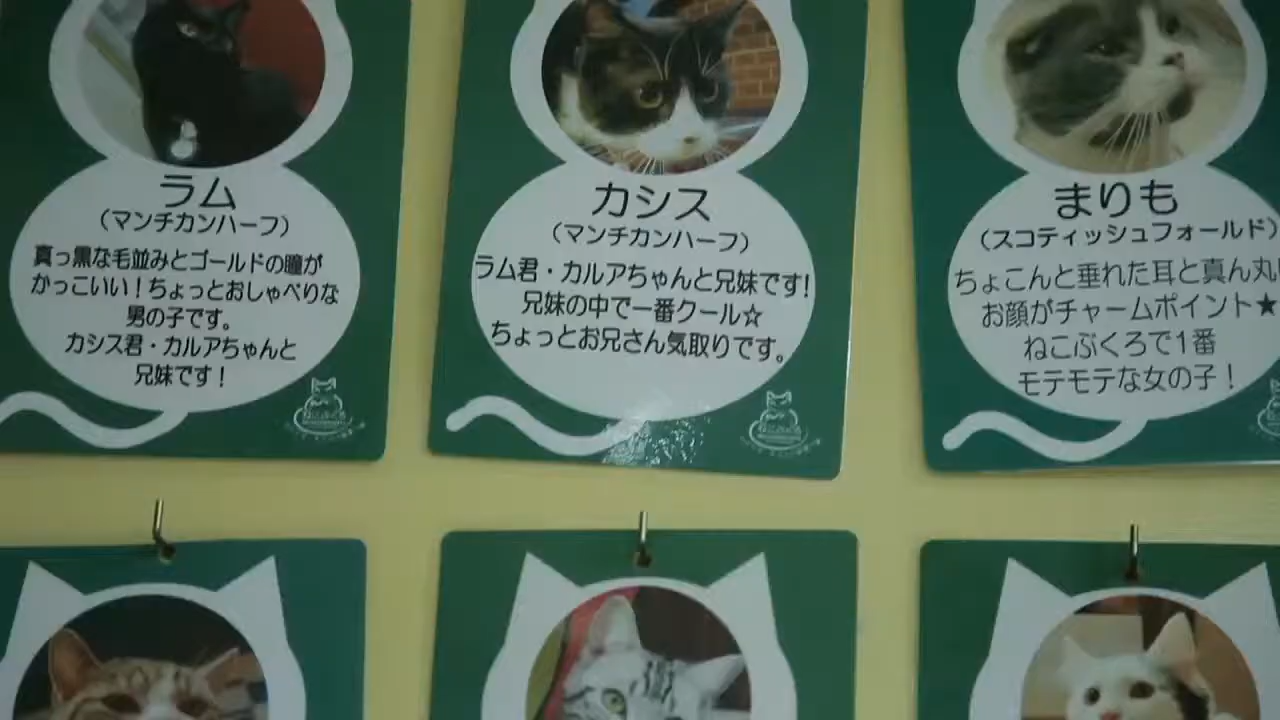 ラム
(マンチカンハーフ)
真っ黒な毛並みとゴールドの瞳が
かっこいい！ちょっとおしゃべりな
男の子です。
カシス君・カルアちゃんと
兄妹です！
カシス
(マンチカンハーフ)
ラム君・カルアちゃんと兄妹です!
兄妹の中で一番クール☆
ちょっとお兄さん気取りです。
まりも
(スコティッシュフォールド)
ちょこんと垂れた耳と真ん丸!
お顔がチャームポイント★
ねこぶくろで1番
モテモテな女の子！